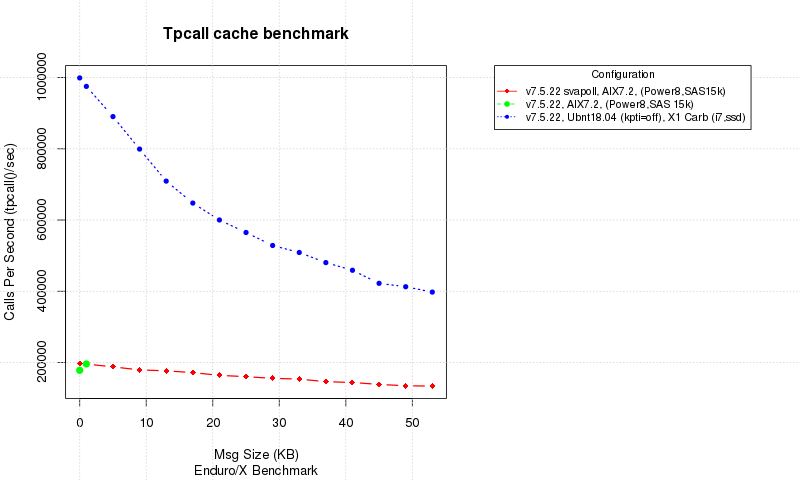 Tpcall cache benchmark
Calls Per Second (tpcall()/sec)
1000000
800000
600000
400000
200000
0 10 20 30 40 50
Msg Size (KB)
Enduro/X Benchmark
Configuration
v7.5.22 svapoll, AIX7.2, (Power8,SAS15k)
v7.5.22, AIX7.2, (Power8,SAS 15k)
v7.5.22, Ubnt18.04 (kpti=off), X1 Carb (i7,ssd)